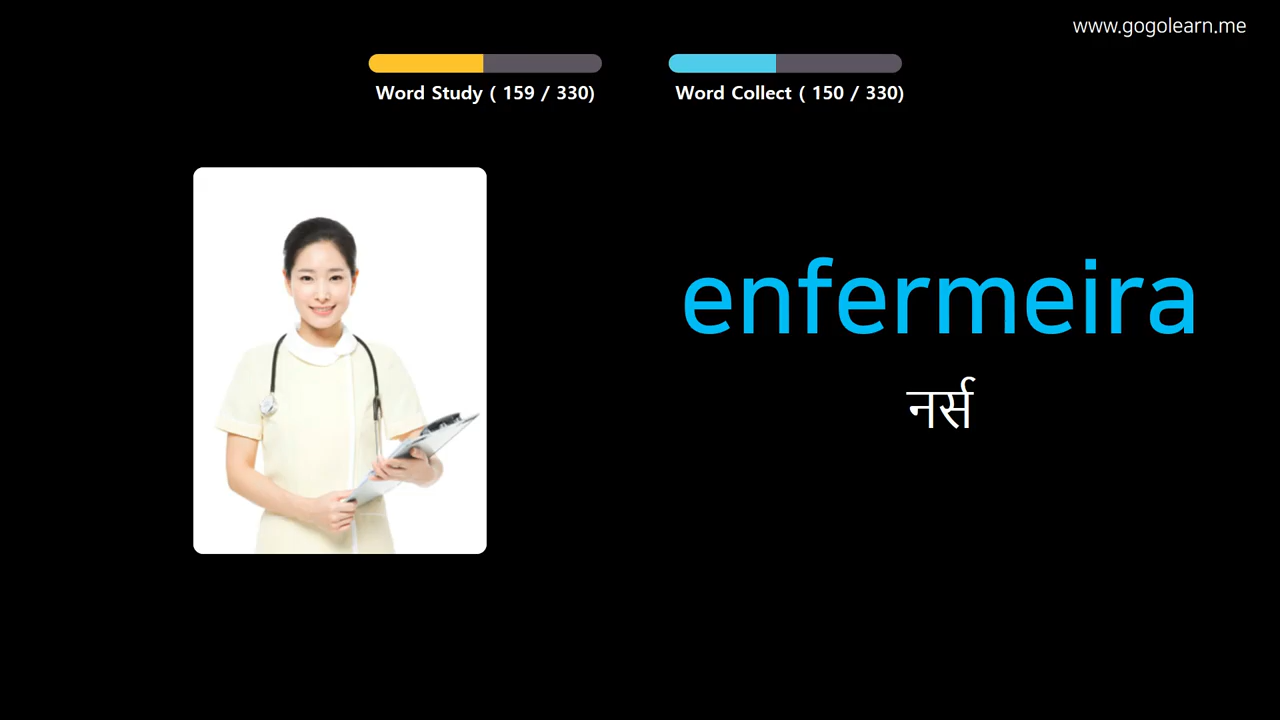 www.gogolearn.me
Word Study ( 159 / 330)
Word Collect ( 150 / 330)
enfermeira
नर्स